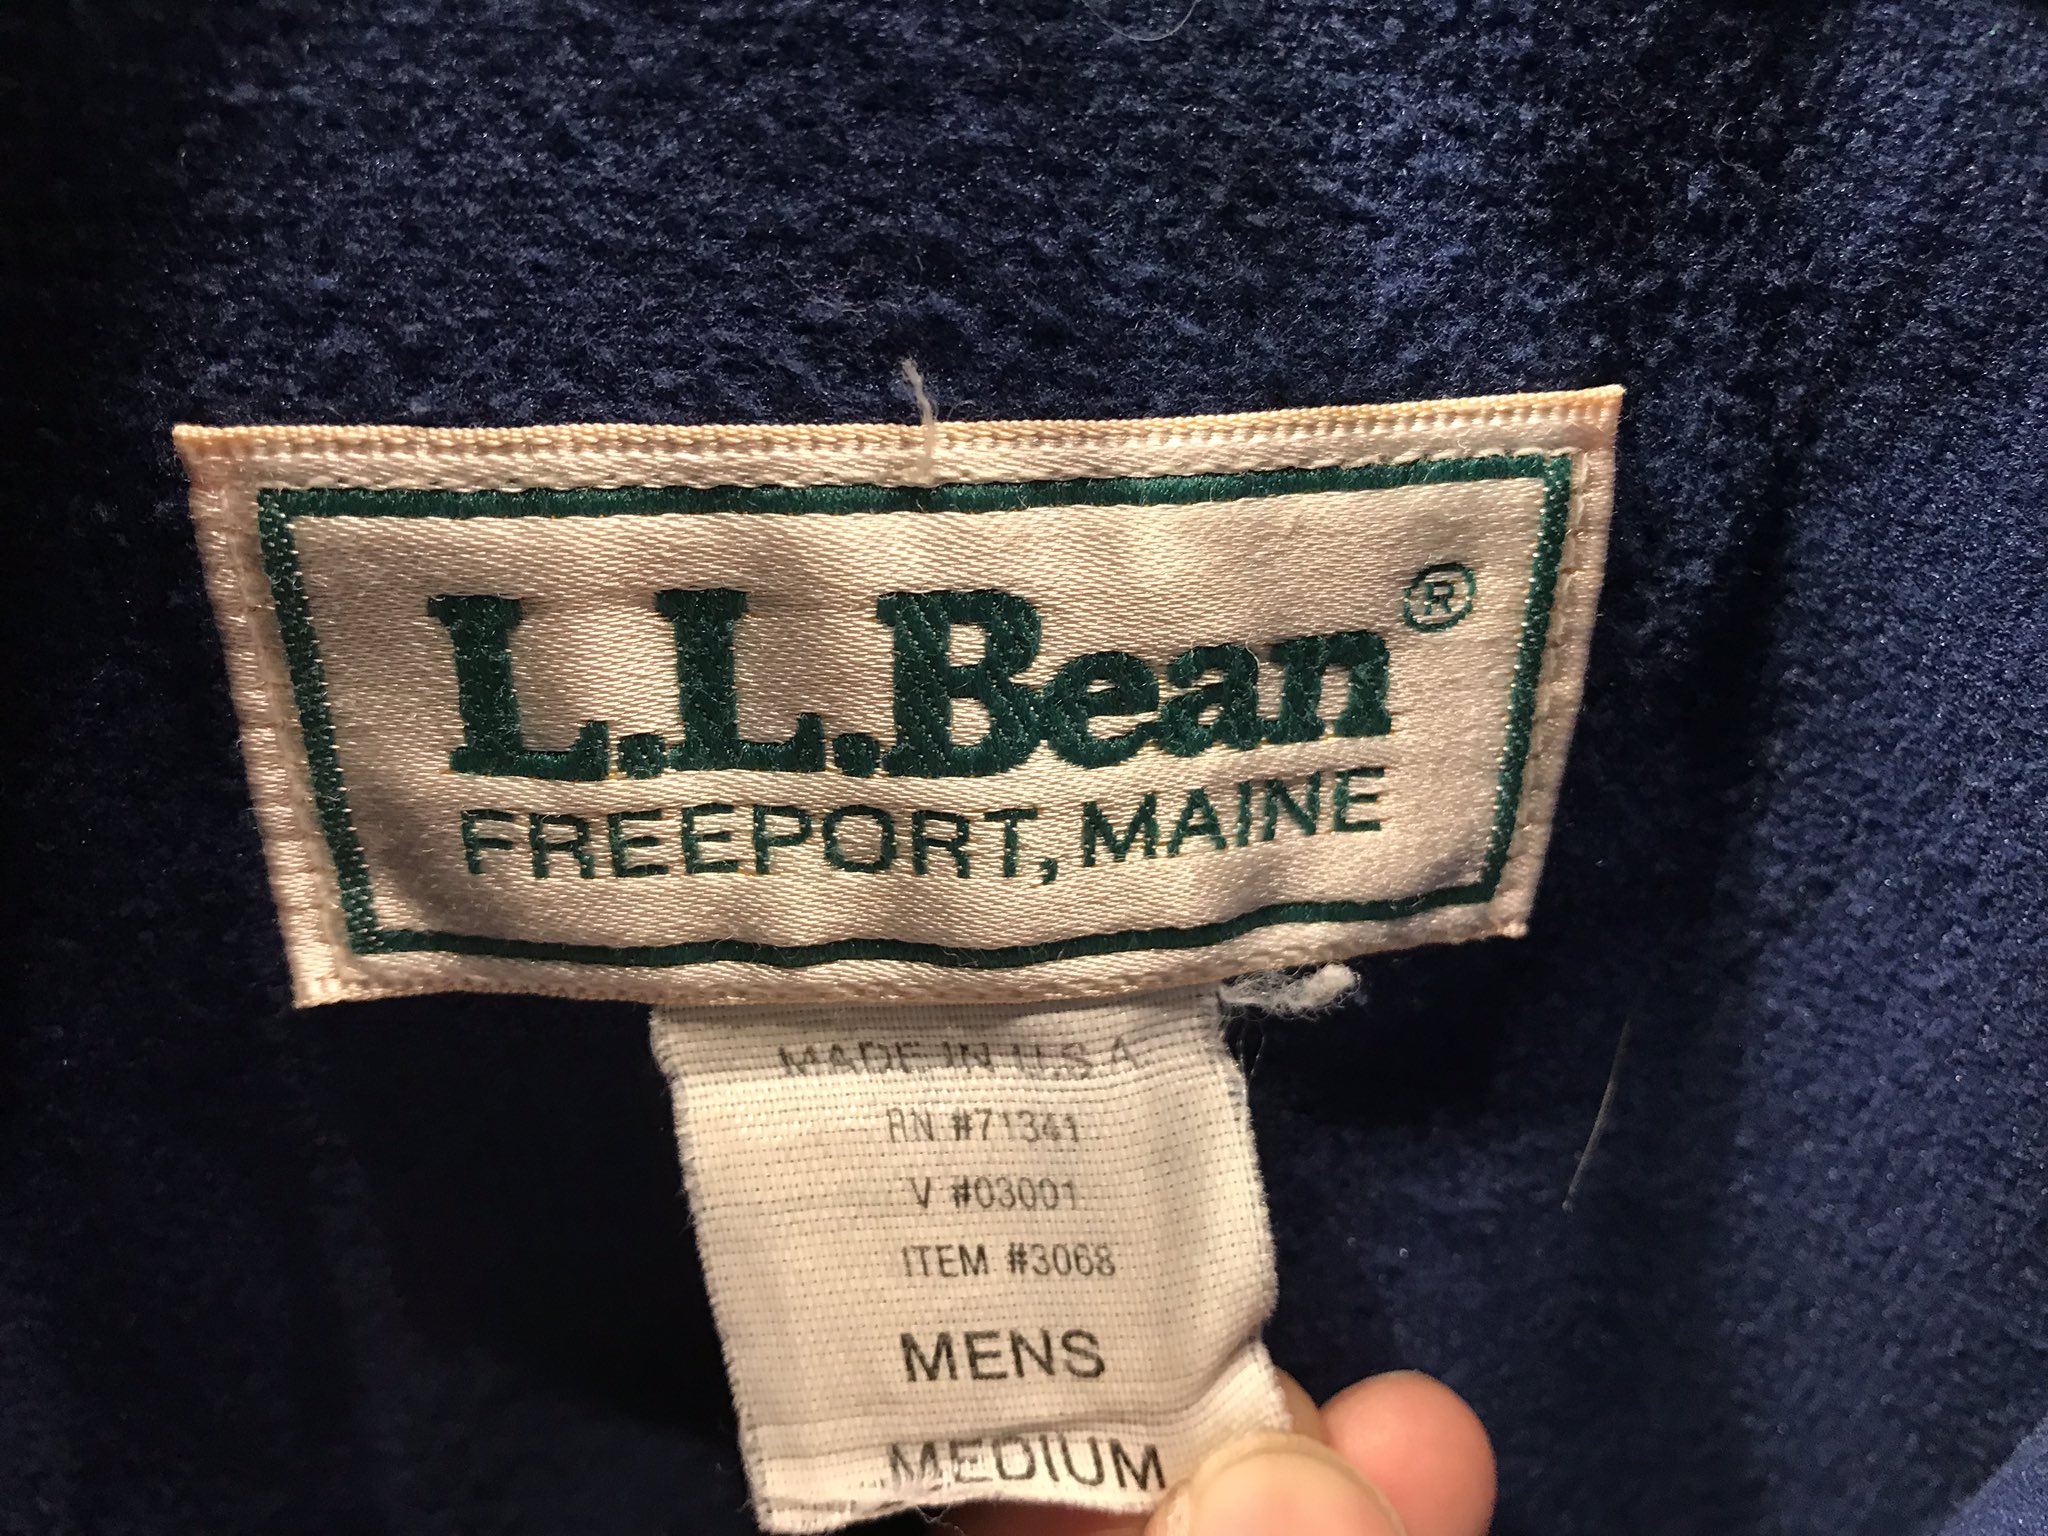 L.L.Bean®
FREEPORT, MAINE
MADE IN U.S.A
RN #71341
V #03001
ITEM #3068
MENS
MEDIUM